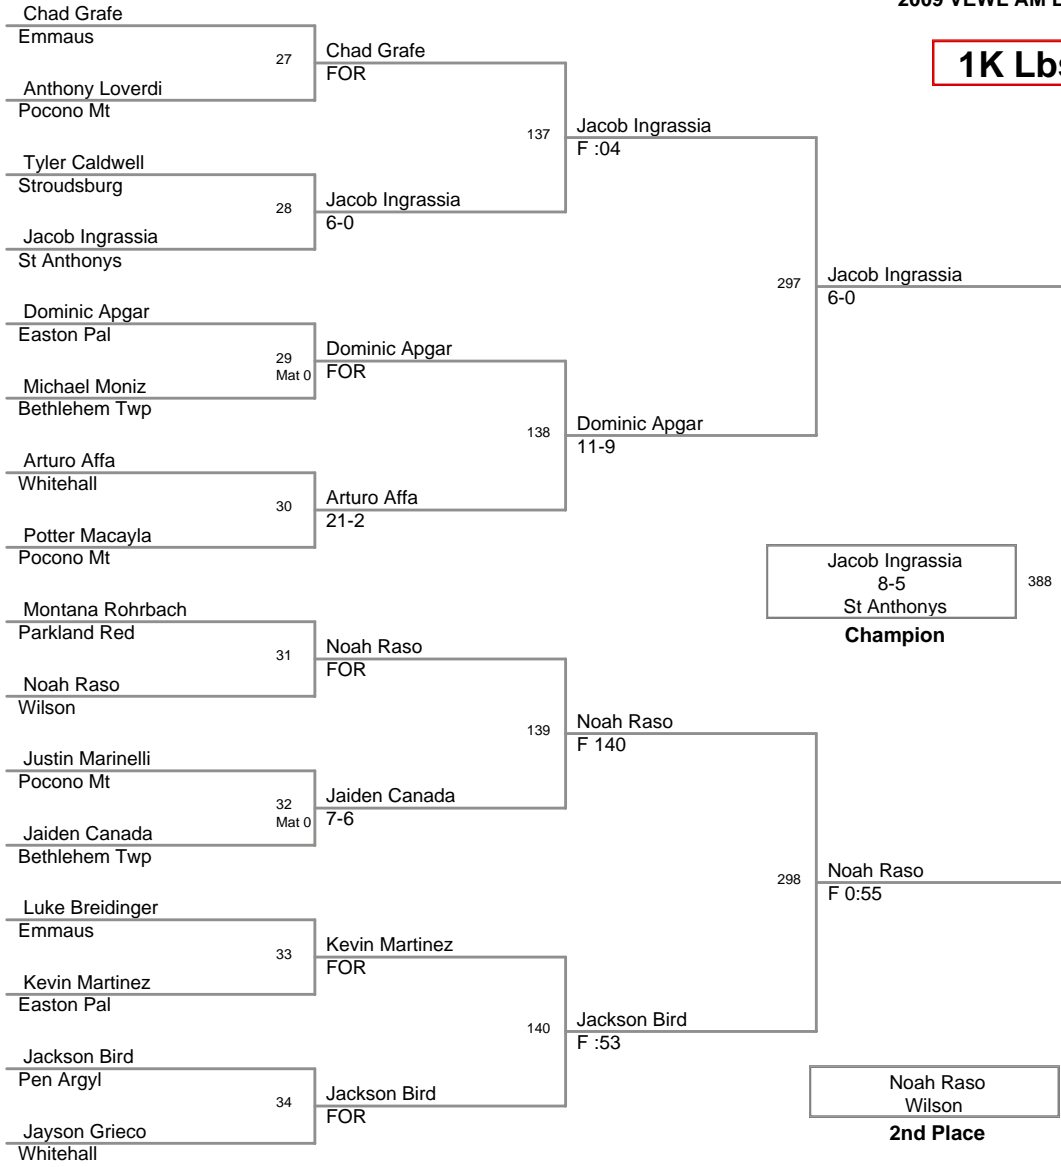 2009 VEWL AM
1K Lbs
Chad Grafe
Emmaus
27
Anthony Loverdi
Pocono Mt
Chad Grafe
FOR
Tyler Caldwell
Stroudsburg
28
Jacob Ingrassia
St Anthonys
Jacob Ingrassia
6-0
137
Jacob Ingrassia
F :04
Dominic Apgar
Easton Pal
29
Mat 0
Michael Moniz
Bethlehem Twp
Dominic Apgar
FOR
Arturo Affa
Whitehall
30
Potter Macayla
Pocono Mt
Arturo Affa
21-2
138
Dominic Apgar
11-9
297
Jacob Ingrassia
6-0
Montana Rohrbach
Parkland Red
31
Noah Raso
Wilson
Noah Raso
FOR
Justin Marinelli
Pocono Mt
32
Mat 0
Jaiden Canada
Bethlehem Twp
Jaiden Canada
7-6
139
Noah Raso
F 140
Luke Breidinger
Emmaus
33
Kevin Martinez
Easton Pal
Kevin Martinez
FOR
Jackson Bird
Pen Argyl
34
Jayson Grieco
Whitehall
Jackson Bird
FOR
140
Jackson Bird
F :53
298
Noah Raso
F 0:55
Jacob Ingrassia
8-5
St Anthonys
388
Champion
Noah Raso
Wilson
2nd Place